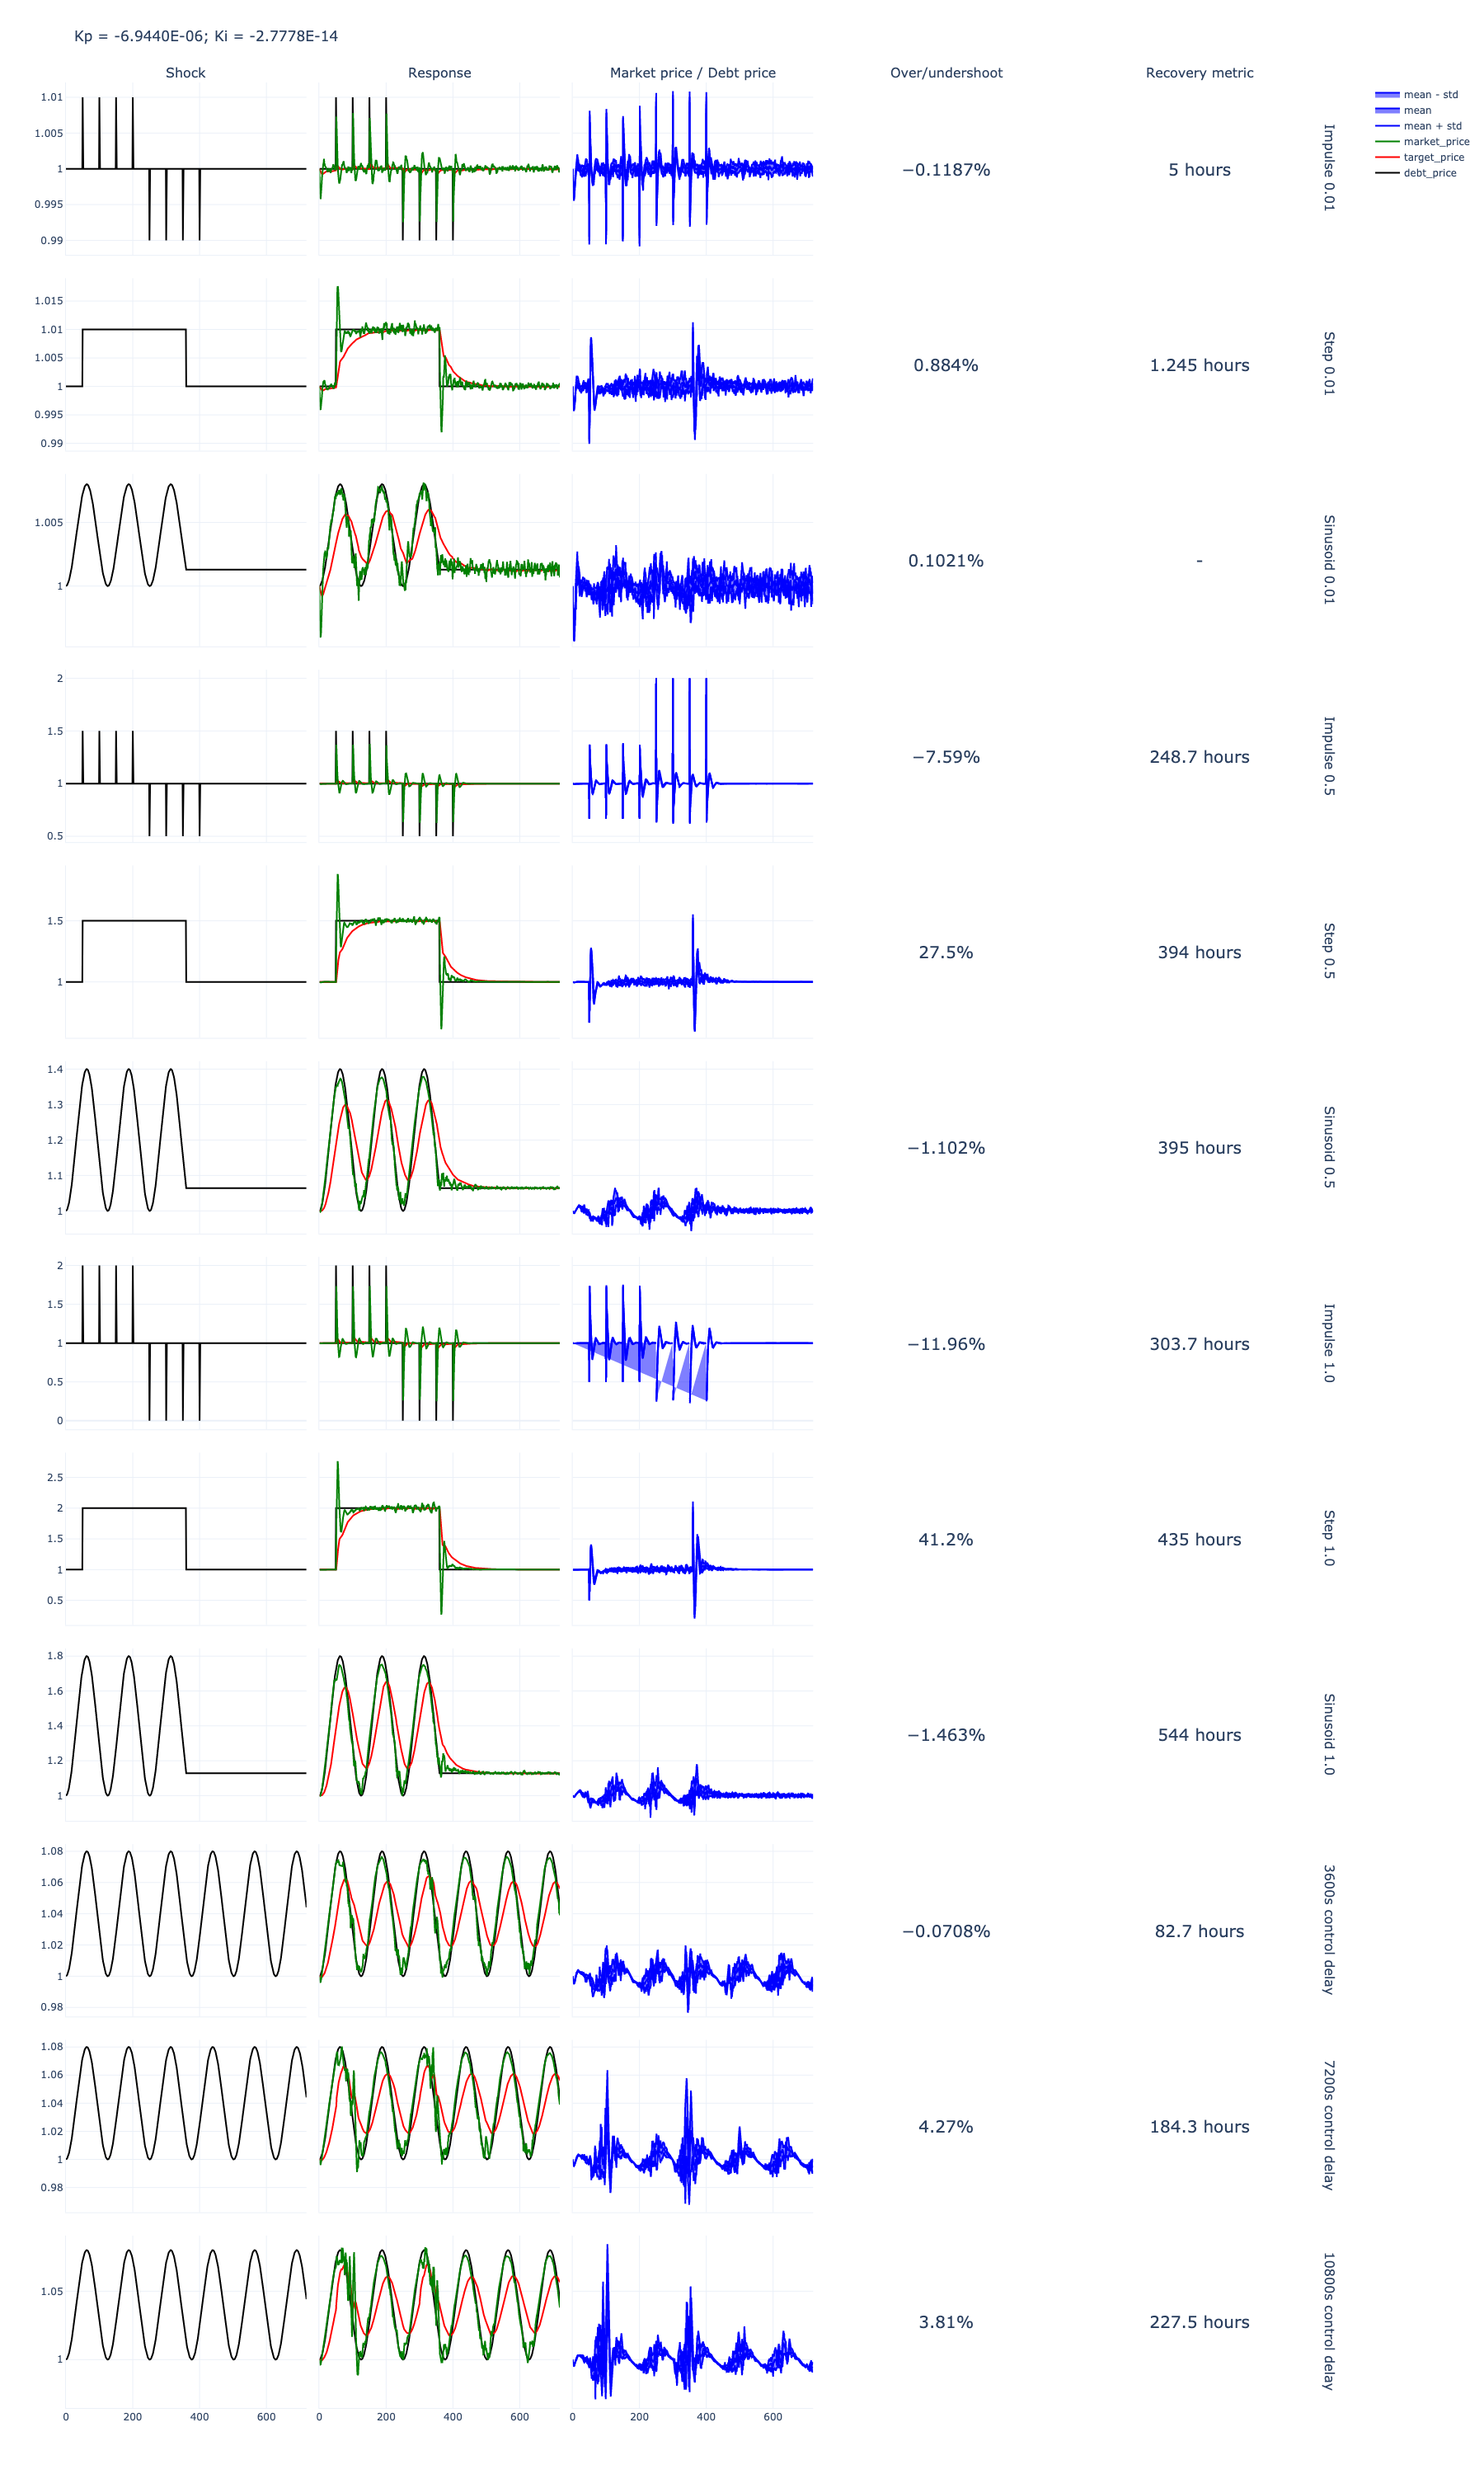 Kp = -6.9440E-06; Ki = -2.7778E-14
Shock
Response
Market price / Debt price
Over/undershoot
Recovery metric
mean - std
mean
mean + std
market_price
target_price
debt_price
1.01
1.005
1
0.995
0.99
−0.1187%
5 hours
Impulse 0.01
1.015
1.01
1.005
1
0.995
0.99
0.884%
1.245 hours
Step 0.01
1.005
1
0.1021%
-
Sinusoid 0.01
2
1.5
1
0.5
−7.59%
248.7 hours
Impulse 0.5
1.5
1
27.5%
394 hours
Step 0.5
1.4
1.3
1.2
1.1
1
−1.102%
395 hours
Sinusoid 0.5
2
1.5
1
0.5
0
−11.96%
303.7 hours
Impulse 1.0
2.5
2
1.5
1
0.5
41.2%
435 hours
Step 1.0
1.8
1.6
1.4
1.2
1
−1.463%
544 hours
Sinusoid 1.0
1.08
1.06
1.04
1.02
1
0.98
−0.0708%
82.7 hours
3600s control delay
1.08
1.06
1.04
1.02
1
0.98
4.27%
184.3 hours
7200s control delay
1.05
1
3.81%
227.5 hours
10800s control delay
0 200 400 600
0 200 400 600
0 200 400 600